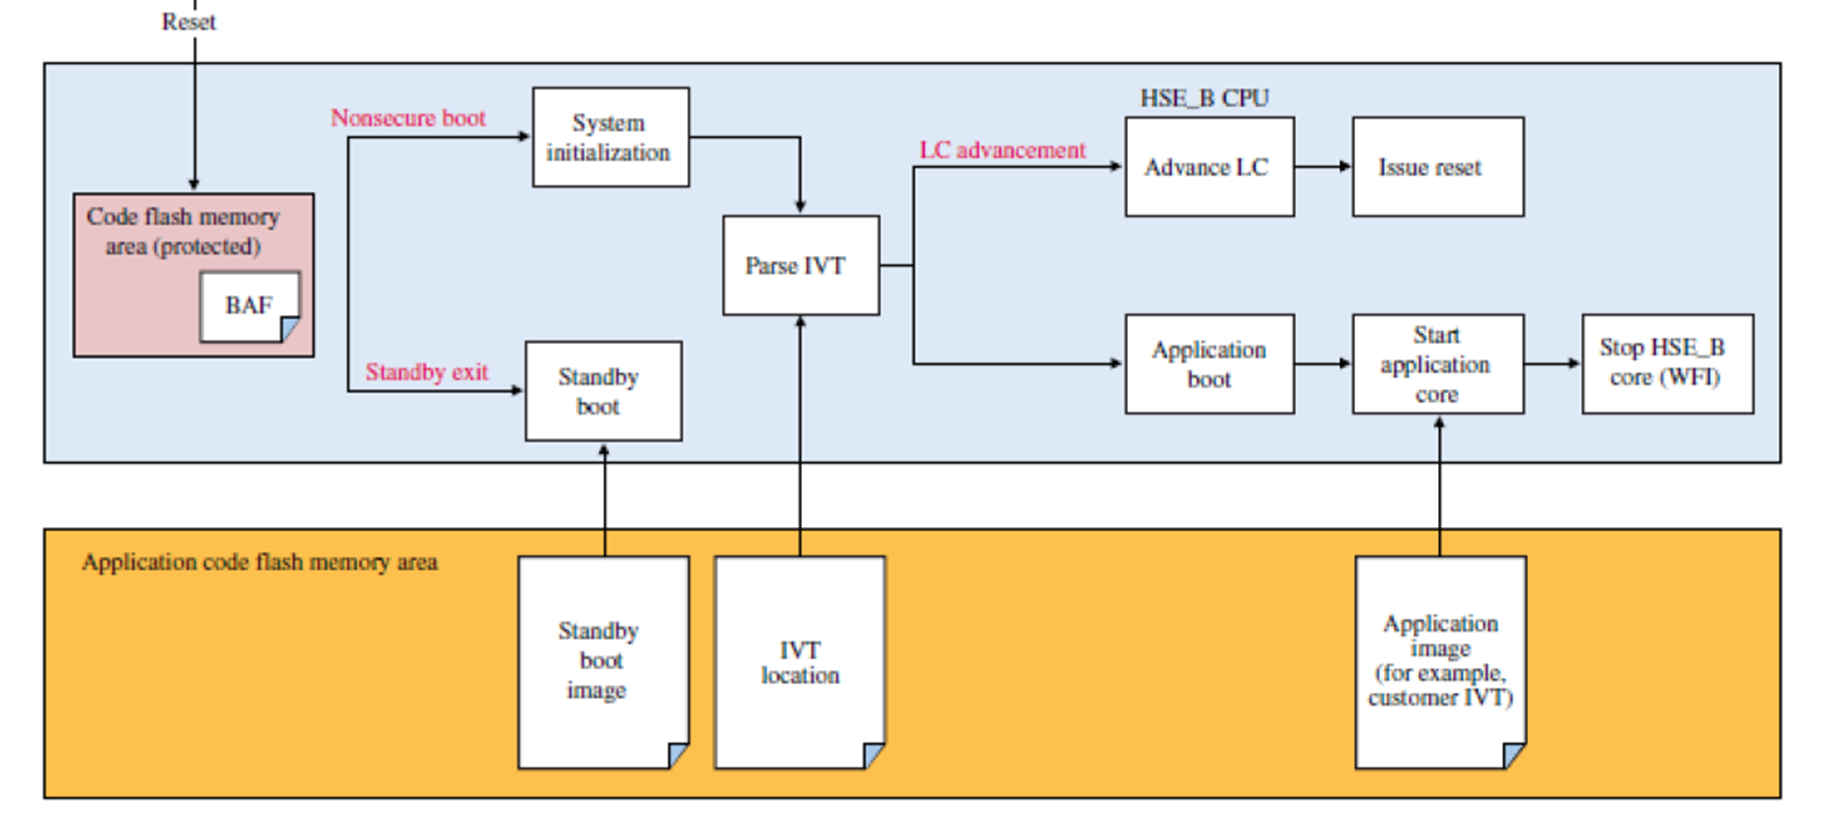 Reset
HSE_B CPU
Nonsecure boot
System
initialization
LC advancement
Advance LC
Issue reset
Code flash memory
area (protected)
BAF
Parse IVT
Standby exit
Standby
boot
Application
boot
Start
application
core
Stop HSE_B
core (WFI)
Application code flash memory area
Standby
boot
image
IVT
location
Application
image
(for example,
customer IVT)